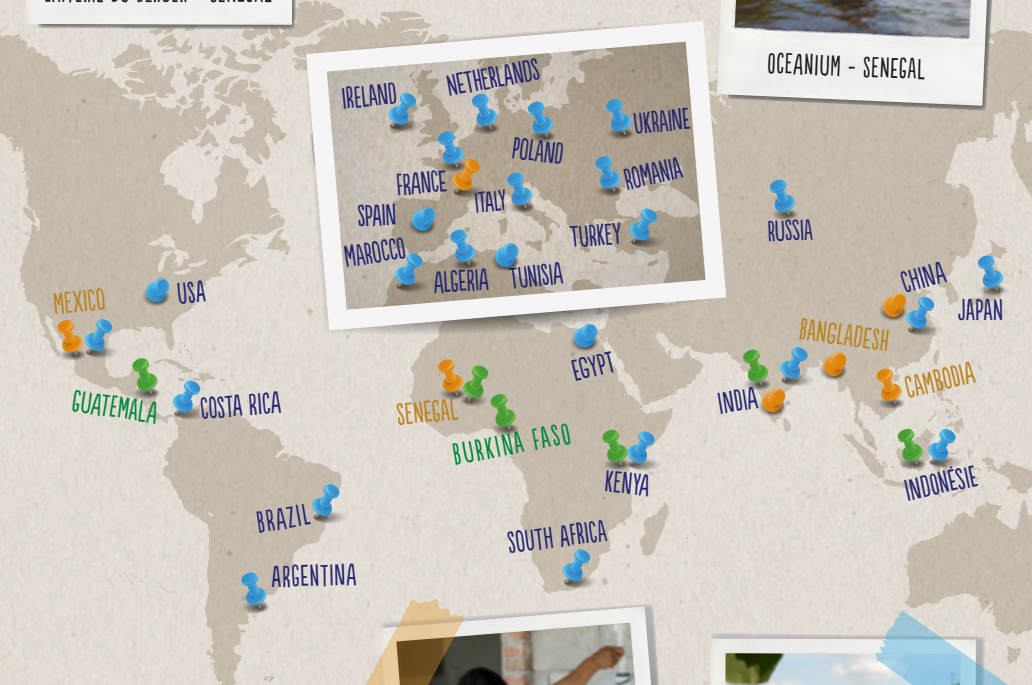 OCEANIUM - SENEGAL
IRELAND
NETHERLANDS
POLAND
UKRAINE
FRANCE
ITALY
ROMANIA
SPAIN
MAROCCO
ALGERIA
TUNISIA
TURKEY
RUSSIA
USA
MEXICO
GUATEMALA
COSTA RICA
BRAZIL
ARGENTINA
EGYPT
SENEGAL
BURKINA FASO
KENYA
SOUTH AFRICA
CHINA
JAPAN
BANGLADESH
INDIA
CAMBODIA
INDONÉSIE